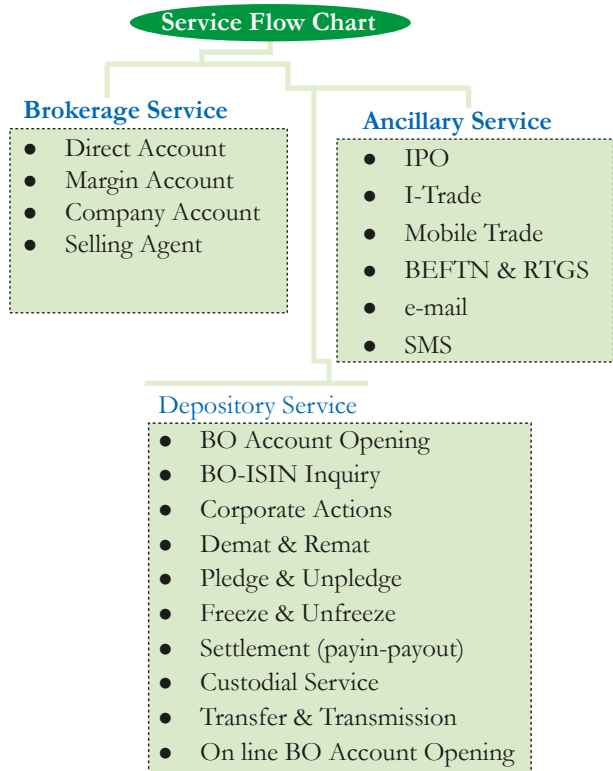 Service Flow Chart
Brokerage Service
● Direct Account
● Margin Account
● Company Account
● Selling Agent
Ancillary Service
● IPO
● I-Trade
● Mobile Trade
● BEFTN & RTGS
● e-mail
● SMS
Depository Service
● BO Account Opening
● BO-ISIN Inquiry
● Corporate Actions
● Demat & Remat
● Pledge & Unpledge
● Freeze & Unfreeze
● Settlement (payin-payout)
● Custodial Service
● Transfer & Transmission
● On line BO Account Opening